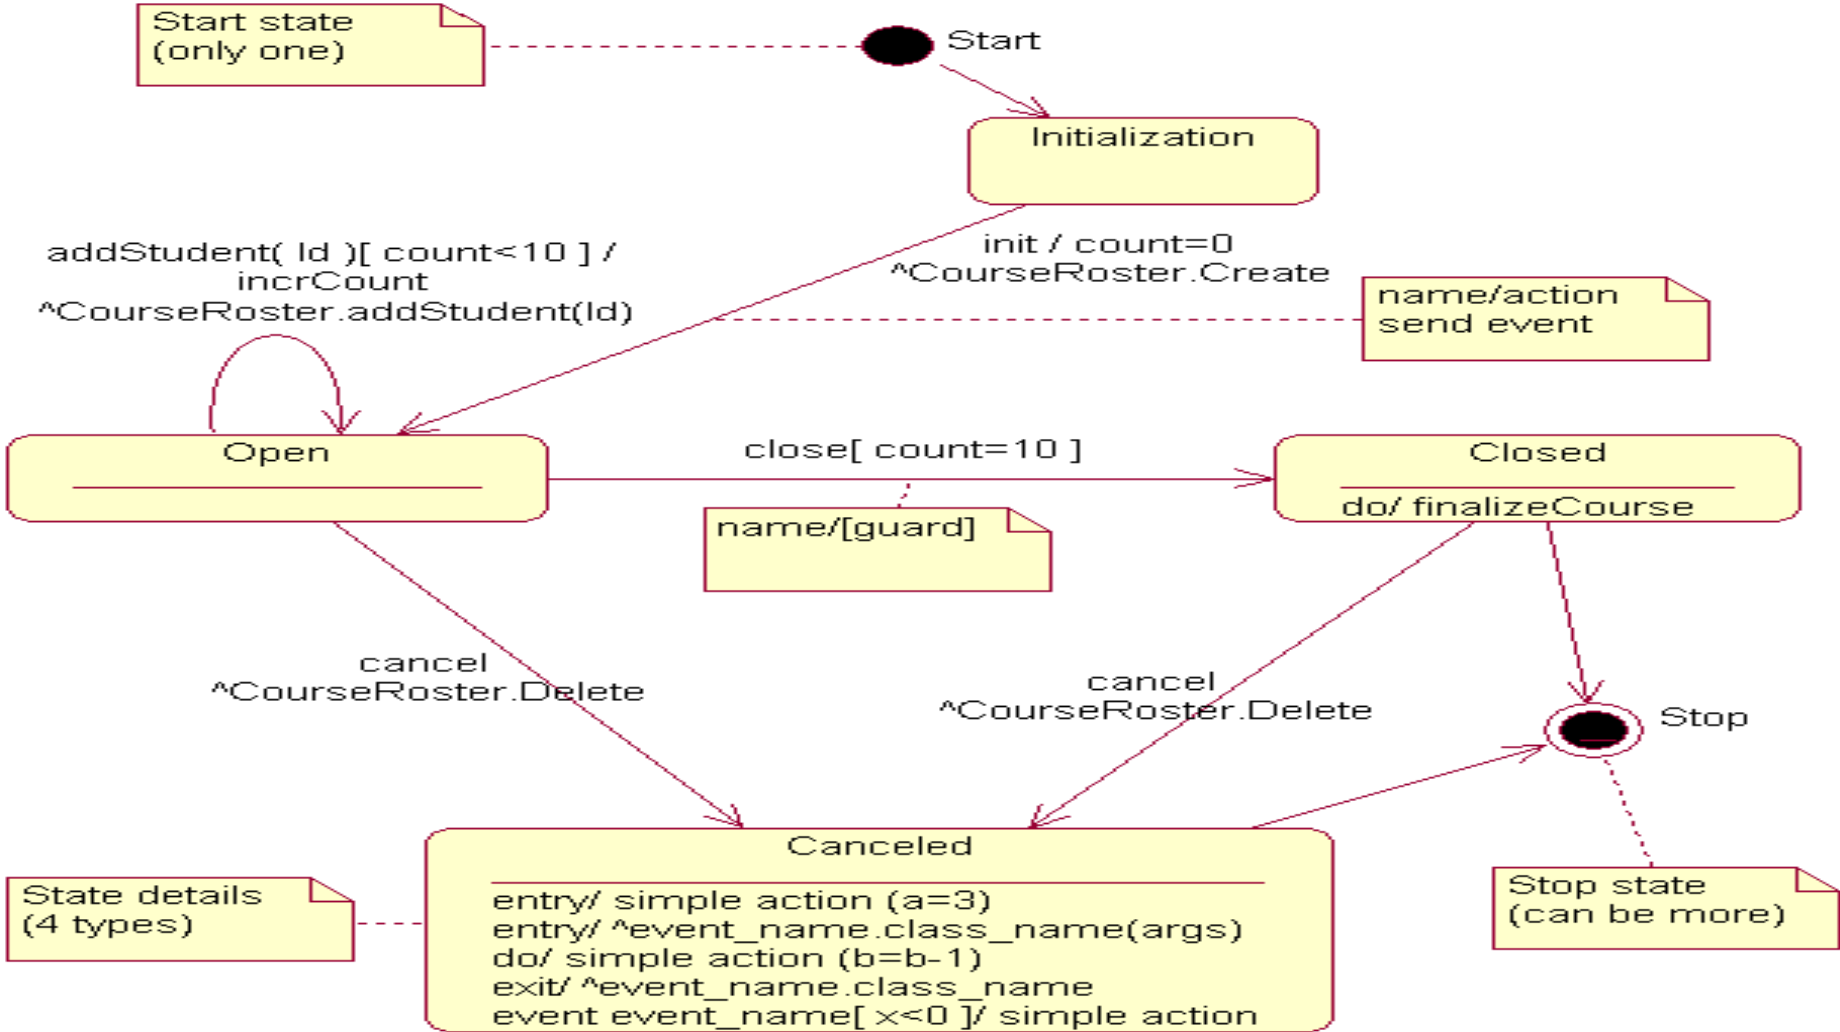 Start state
(only one)
Start
Initialization
addStudent( Id )[ count<10 ] /
incrCount
^CourseRoster.addStudent(Id)
init / count=0
^CourseRoster.Create
name/action
send event
Open
close[ count=10 ]
Closed
do/ finalizeCourse
name/[guard]
cancel
^CourseRoster.Delete
cancel
^CourseRoster.Delete
Stop
Canceled
entry/ simple action (a=3)
entry/ ^event_name.class_name(args)
do/ simple action (b=b-1)
exit/ ^event_name.class_name
event event_name[ x<0 ]/ simple action
State details
(4 types)
Stop state
(can be more)